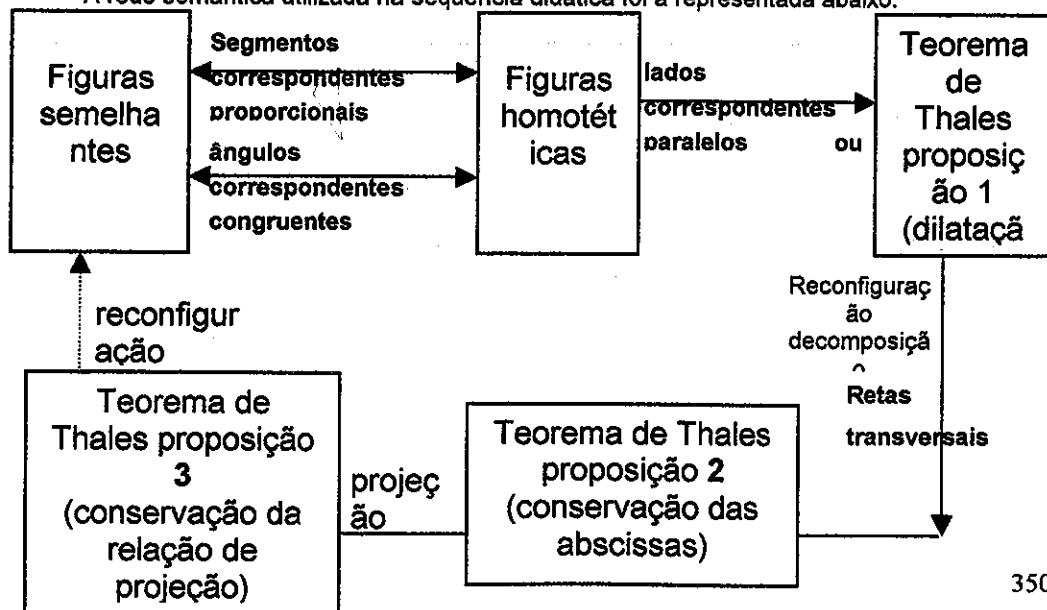 A rede semântica utilizada na sequência didática foi a representada abaixo.
Figuras
semelha
ntes
Segmentos
correspondentes
proporcionais
ângulos
correspondentes
congruentes
Figuras
homotét
icas
lados
correspondentes
paralelos ou
Teorema
de
Thales
proposiç
ão 1
(dilataçã
Reconfiguraç
ão
decomposiçã
Retas
transversais
reconfigur
ação
Teorema de
Thales proposição
3
(conservação da
relação de
projeção)
projeç
ão
Teorema de Thales
proposição 2
(conservação das
abscissas)
350